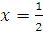 x = 1/2